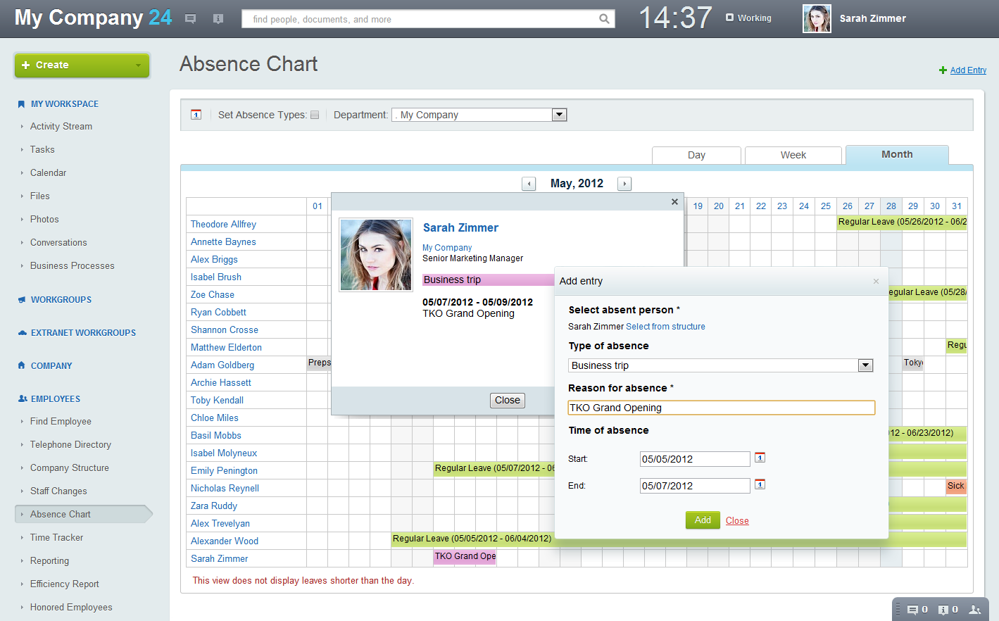 My Company 24
find people, documents, and more
14:37
Working
Sarah Zimmer
Create
Absence Chart
Add Entry
MY WORKSPACE
Activity Stream
Tasks
Calendar
Files
Photos
Conversations
Business Processes
WORKGROUPS
EXTRANET WORKGROUPS
COMPANY
EMPLOYEES
Find Employee
Telephone Directory
Company Structure
Staff Changes
Absence Chart
Time Tracker
Reporting
Efficiency Report
Honored Employees
1 Set Absence Types: Department: . My Company
Day Week Month
May, 2012
01 19 20 21 22 23 24 25 26 27 28 29 30 31
Theodore Allfrey Regular Leave (05/26/2012 - 06/2
Annette Baynes
Alex Briggs
Isabel Brush
Zoe Chase egular Leave (05/28/
Ryan Cobbett
Shannon Crosse
Matthew Elderton Regu
Adam Goldberg Preps Tokyo
Archie Hassett
Toby Kendall
Chloe Miles
Basil Mobbs 12 - 06/23/2012)
Isabel Molyneux
Emily Penington Regular Leave (05/07/2012 - 06
Nicholas Reynell Sick
Zara Ruddy )
Alex Trevelyan
Alexander Wood Regular Leave (05/05/2012 - 06/04/2012)
Sarah Zimmer TKO Grand Ope
This view does not display leaves shorter than the day.
Sarah Zimmer
My Company
Senior Marketing Manager
Business trip
05/07/2012 - 05/09/2012
TKO Grand Opening
Close
Add entry
Select absent person *
Sarah Zimmer Select from structure
Type of absence
Business trip
Reason for absence *
TKO Grand Opening
Time of absence
Start: 05/05/2012 1
End: 05/07/2012 1
Add Close
0 0